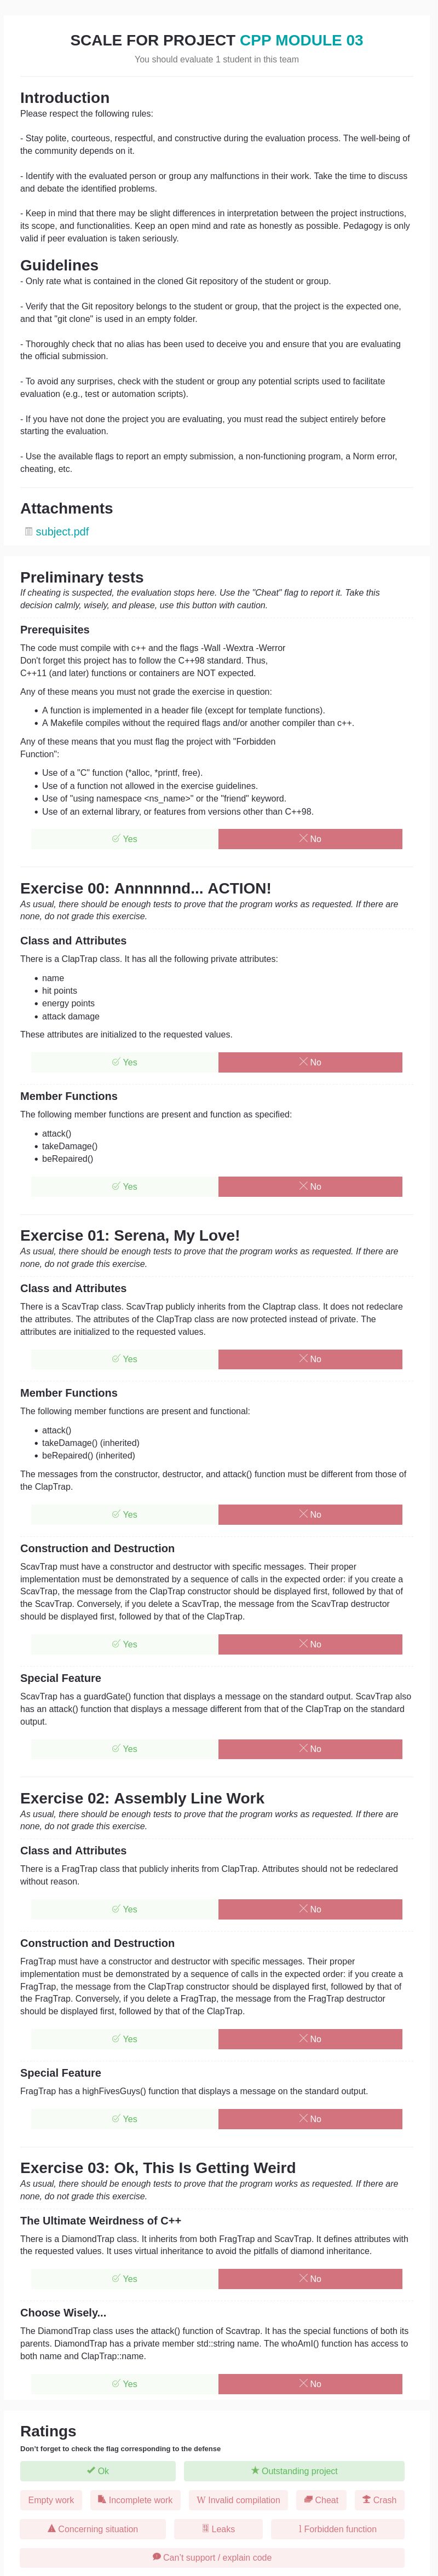 SCALE FOR PROJECT CPP MODULE 03
You should evaluate 1 student in this team
Introduction
Please respect the following rules:
- Stay polite, courteous, respectful, and constructive during the evaluation process. The well-being of
the community depends on it.
- Identify with the evaluated person or group any malfunctions in their work. Take the time to discuss
and debate the identified problems.
- Keep in mind that there may be slight differences in interpretation between the project instructions,
its scope, and functionalities. Keep an open mind and rate as honestly as possible. Pedagogy is only
valid if peer evaluation is taken seriously.
Guidelines
- Only rate what is contained in the cloned Git repository of the student or group.
- Verify that the Git repository belongs to the student or group, that the project is the expected one,
and that "git clone" is used in an empty folder.
- Thoroughly check that no alias has been used to deceive you and ensure that you are evaluating
the official submission.
- To avoid any surprises, check with the student or group any potential scripts used to facilitate
evaluation (e.g., test or automation scripts).
- If you have not done the project you are evaluating, you must read the subject entirely before
starting the evaluation.
- Use the available flags to report an empty submission, a non-functioning program, a Norm error,
cheating, etc.
Attachments
subject.pdf
Preliminary tests
If cheating is suspected, the evaluation stops here. Use the "Cheat" flag to report it. Take this
decision calmly, wisely, and please, use this button with caution.
Prerequisites
The code must compile with c++ and the flags -Wall -Wextra -Werror
Don't forget this project has to follow the C++98 standard. Thus,
C++11 (and later) functions or containers are NOT expected.
Any of these means you must not grade the exercise in question:
• A function is implemented in a header file (except for template functions).
• A Makefile compiles without the required flags and/or another compiler than c++.
Any of these means that you must flag the project with "Forbidden
Function":
• Use of a "C" function (*alloc, *printf, free).
• Use of a function not allowed in the exercise guidelines.
• Use of "using namespace <ns_name>" or the "friend" keyword.
• Use of an external library, or features from versions other than C++98.
Yes No
Exercise 00: Annnnnnd... ACTION!
As usual, there should be enough tests to prove that the program works as requested. If there are
none, do not grade this exercise.
Class and Attributes
There is a ClapTrap class. It has all the following private attributes:
• name
• hit points
• energy points
• attack damage
These attributes are initialized to the requested values.
Yes No
Member Functions
The following member functions are present and function as specified:
• attack()
• takeDamage()
• beRepaired()
Yes No
Exercise 01: Serena, My Love!
As usual, there should be enough tests to prove that the program works as requested. If there are
none, do not grade this exercise.
Class and Attributes
There is a ScavTrap class. ScavTrap publicly inherits from the Claptrap class. It does not redeclare
the attributes. The attributes of the ClapTrap class are now protected instead of private. The
attributes are initialized to the requested values.
Yes No
Member Functions
The following member functions are present and functional:
• attack()
• takeDamage() (inherited)
• beRepaired() (inherited)
The messages from the constructor, destructor, and attack() function must be different from those of
the ClapTrap.
Yes No
Construction and Destruction
ScavTrap must have a constructor and destructor with specific messages. Their proper
implementation must be demonstrated by a sequence of calls in the expected order: if you create a
ScavTrap, the message from the ClapTrap constructor should be displayed first, followed by that of
the ScavTrap. Conversely, if you delete a ScavTrap, the message from the ScavTrap destructor
should be displayed first, followed by that of the ClapTrap.
Yes No
Special Feature
ScavTrap has a guardGate() function that displays a message on the standard output. ScavTrap also
has an attack() function that displays a message different from that of the ClapTrap on the standard
output.
Yes No
Exercise 02: Assembly Line Work
As usual, there should be enough tests to prove that the program works as requested. If there are
none, do not grade this exercise.
Class and Attributes
There is a FragTrap class that publicly inherits from ClapTrap. Attributes should not be redeclared
without reason.
Yes No
Construction and Destruction
FragTrap must have a constructor and destructor with specific messages. Their proper
implementation must be demonstrated by a sequence of calls in the expected order: if you create a
FragTrap, the message from the ClapTrap constructor should be displayed first, followed by that of
the FragTrap. Conversely, if you delete a FragTrap, the message from the FragTrap destructor
should be displayed first, followed by that of the ClapTrap.
Yes No
Special Feature
FragTrap has a highFivesGuys() function that displays a message on the standard output.
Yes No
Exercise 03: Ok, This Is Getting Weird
As usual, there should be enough tests to prove that the program works as requested. If there are
none, do not grade this exercise.
The Ultimate Weirdness of C++
There is a DiamondTrap class. It inherits from both FragTrap and ScavTrap. It defines attributes with
the requested values. It uses virtual inheritance to avoid the pitfalls of diamond inheritance.
Yes No
Choose Wisely...
The DiamondTrap class uses the attack() function of Scavtrap. It has the special functions of both its
parents. DiamondTrap has a private member std::string name. The whoAmI() function has access to
both name and ClapTrap::name.
Yes No
Ratings
Don't forget to check the flag corresponding to the defense
Ok Outstanding project
Empty work Incomplete work Invalid compilation Cheat Crash
Concerning situation Leaks Forbidden function
Can't support / explain code